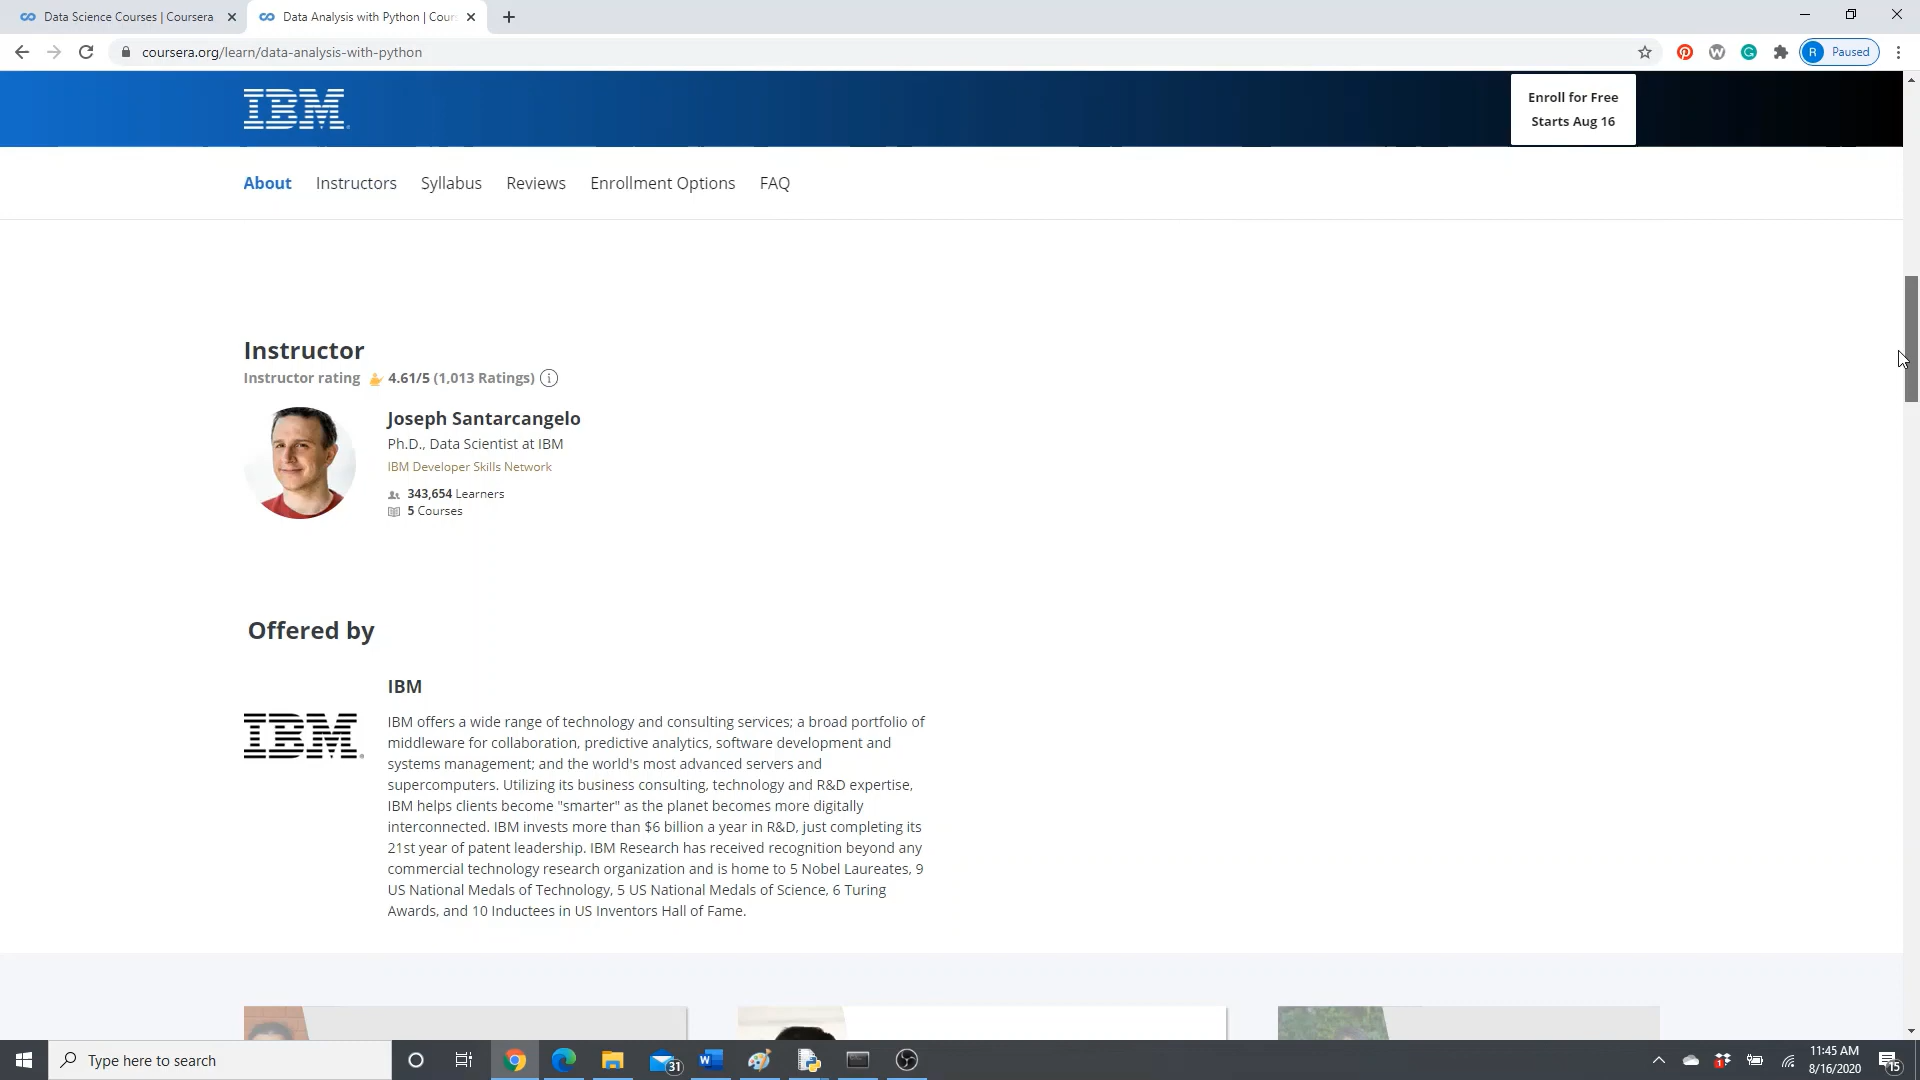 Data Science Courses | Coursera
Data Analysis with Python | Cour
coursera.org/learn/data-analysis-with-python
R Paused
IBM
Enroll for Free
Starts Aug 16
About Instructors Syllabus Reviews Enrollment Options FAQ
Instructor
Instructor rating 4.61/5 (1,013 Ratings)
Joseph Santarcangelo
Ph.D., Data Scientist at IBM
IBM Developer Skills Network
343,654 Learners
5 Courses
Offered by
IBM
IBM
IBM offers a wide range of technology and consulting services; a broad portfolio of
middleware for collaboration, predictive analytics, software development and
systems management; and the world's most advanced servers and
supercomputers. Utilizing its business consulting, technology and R&D expertise,
IBM helps clients become "smarter" as the planet becomes more digitally
interconnected. IBM invests more than $6 billion a year in R&D, just completing its
21st year of patent leadership. IBM Research has received recognition beyond any
commercial technology research organization and is home to 5 Nobel Laureates, 9
US National Medals of Technology, 5 US National Medals of Science, 6 Turing
Awards, and 10 Inductees in US Inventors Hall of Fame.
Type here to search
31
1
11:45 AM
8/16/2020
15